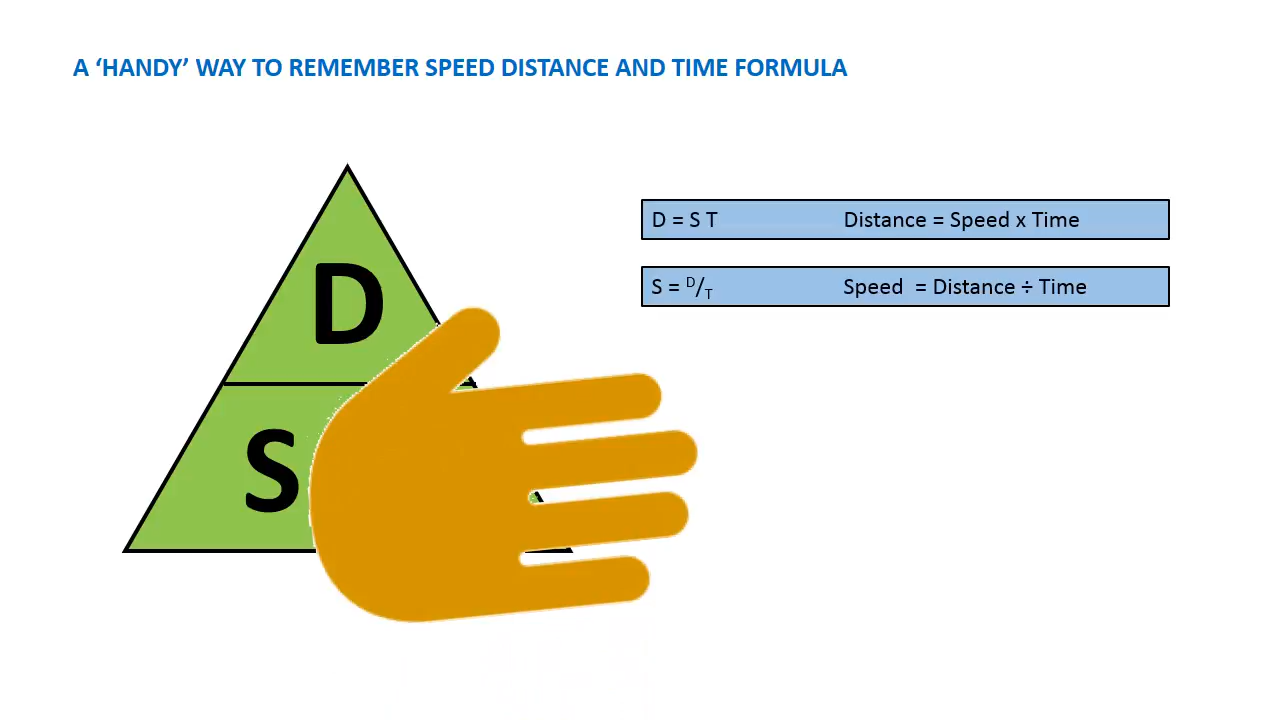 A ‘HANDY’ WAY TO REMEMBER SPEED DISTANCE AND TIME FORMULA
D
S
D = S T Distance = Speed x Time
S = D/T Speed = Distance ÷ Time